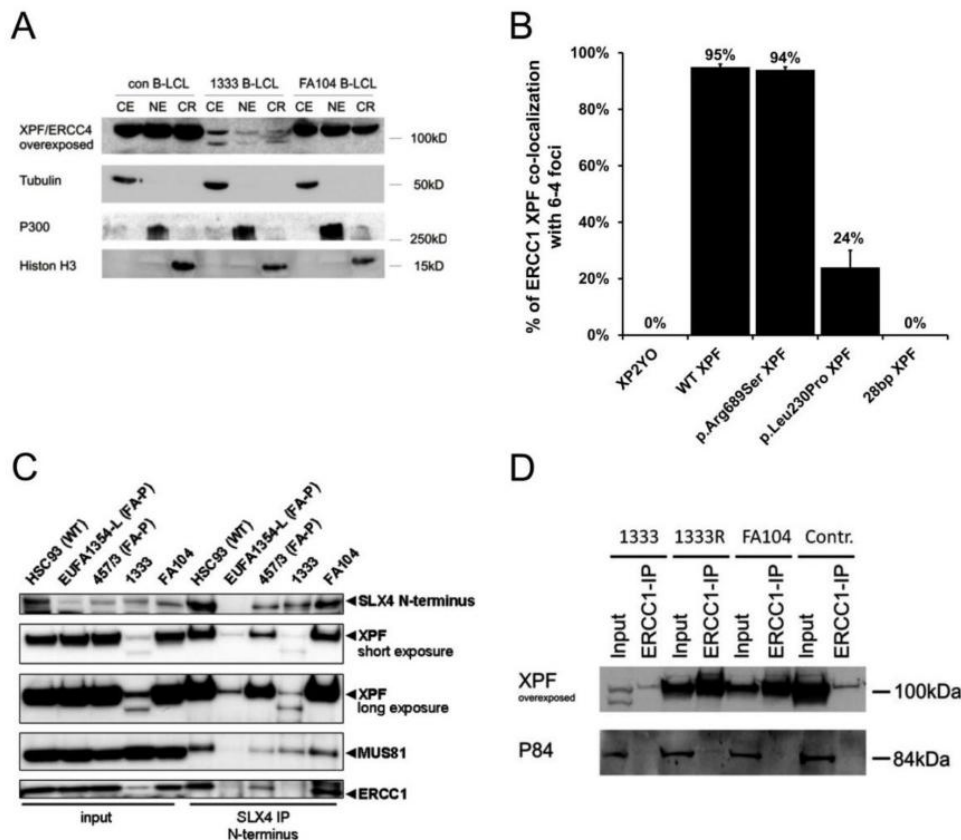 A
con B-LCL 1333 B-LCL FA104 B-LCL
CE NE CR CE NE CR CE NE CR
XPF/ERCC4
overexposed
100kD
Tubulin
50kD
P300
250kD
Histon H3
15kD
B
% of ERCC1 XPF co-localization
with 6-4 foci
100%
80%
60%
40%
20%
0%
0%
95%
94%
24%
0%
XP2YO
WT XPF
p.Arg689Ser XPF
p.Leu230Pro XPF
28bp XPF
C
HSC93 (WT)
EUFA1354-L (FA-P)
457/3 (FA-P)
1333
FA104
HSC93 (WT)
EUFA1354-L (FA-P)
457/3 (FA-P)
1333
FA104
SLX4 N-terminus
XPF
short exposure
XPF
long exposure
MUS81
ERCC1
input
SLX4 IP
N-terminus
D
1333 1333R FA104 Contr.
Input
ERCC1-IP
Input
ERCC1-IP
Input
ERCC1-IP
Input
ERCC1-IP
XPF
overexposed
100kDa
P84
84kDa